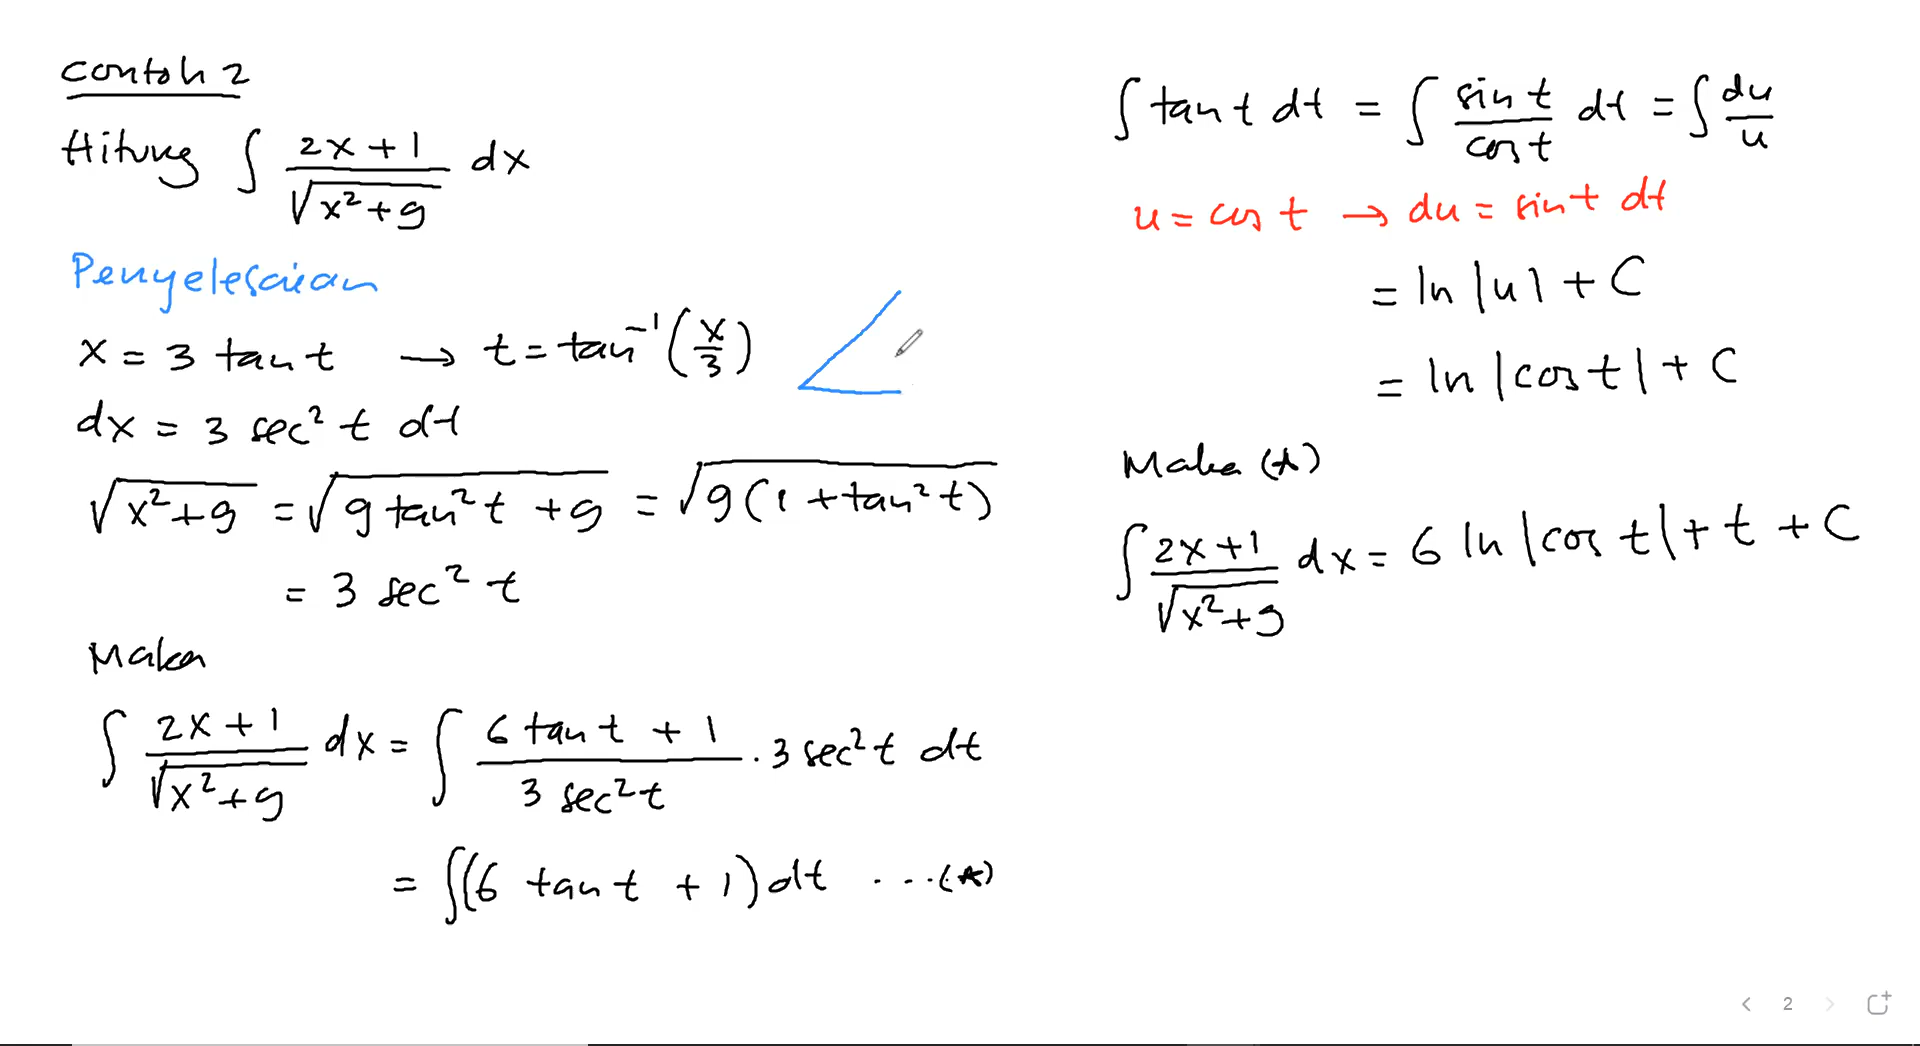 Contoh 2
Hitung ∫ (2x+1)/√(x²+9) dx
Penyelesaian
x = 3 tan t → t = tan⁻¹(x/3)
dx = 3 sec² t dt
√(x²+9) = √(9 tan² t + 9) = √(9(1 + tan² t))
= 3 sec² t
Maka
∫ (2x+1)/√(x²+9) dx = ∫ (6 tan t + 1)/(3 sec² t) · 3 sec² t dt
= ∫(6 tan t + 1) dt ...(*)
∫ tan t dt = ∫ (sin t)/(cos t) dt = ∫ du/u
u = cos t → du = sin t dt
= ln |u| + C
= ln |cos t| + C
Maka (*)
∫ (2x+1)/√(x²+9) dx = 6 ln |cos t| + t + C
2